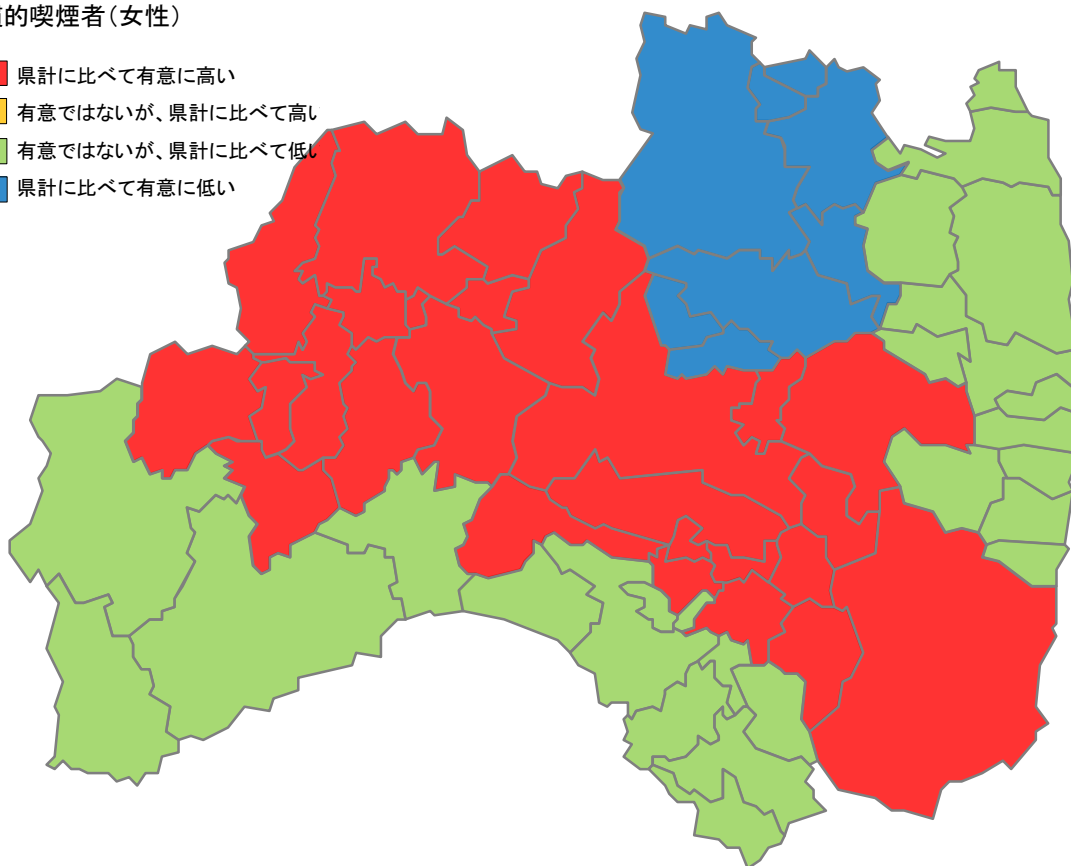 的喫煙者(女性)
県計に比べて有意に高い
有意ではないが、県計に比べて高い
有意ではないが、県計に比べて低い
県計に比べて有意に低い